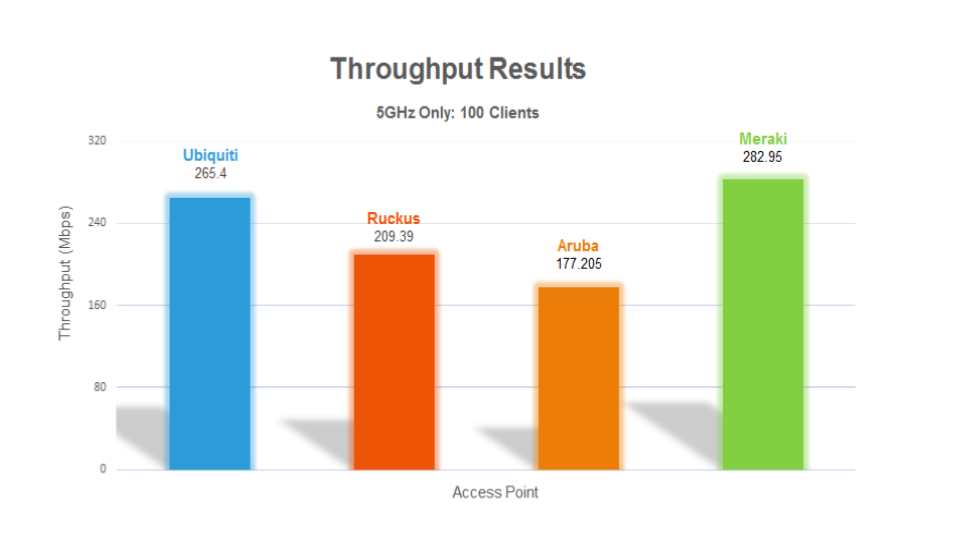 Throughput Results
5GHz Only: 100 Clients
Throughput (Mbps)
320
240
160
80
0
Ubiquiti
265.4
Ruckus
209.39
Aruba
177.205
Meraki
282.95
Access Point